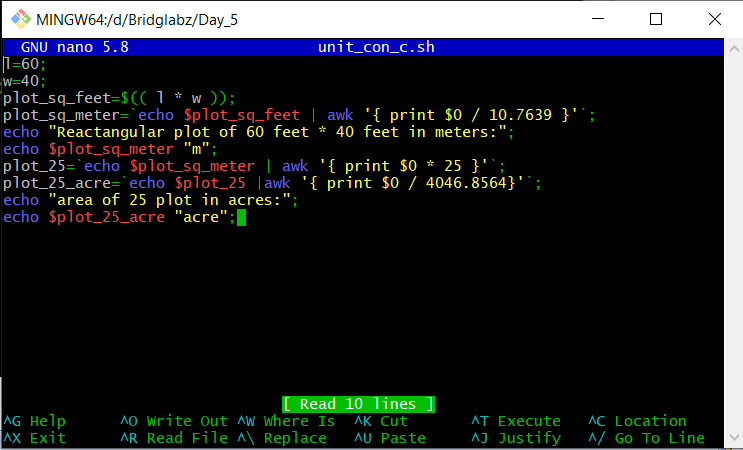 MINGW64:/d/Bridglabz/Day_5
GNU nano 5.8 unit_con_c.sh
l=60;
w=40;
plot_sq_feet=$(( l * w ));
plot_sq_meter=`echo $plot_sq_feet | awk '{ print $0 / 10.7639 }'`;
echo "Reactangular plot of 60 feet * 40 feet in meters:";
echo $plot_sq_meter "m";
plot_25=`echo $plot_sq_meter | awk '{ print $0 * 25 }'`;
plot_25_acre=`echo $plot_25 |awk '{ print $0 / 4046.8564}'`;
echo "area of 25 plot in acres:";
echo $plot_25_acre "acre";
[ Read 10 lines ]
^G Help ^O Write Out ^W Where Is ^K Cut ^T Execute ^C Location
^X Exit ^R Read File ^\ Replace ^U Paste ^J Justify ^/ Go To Line